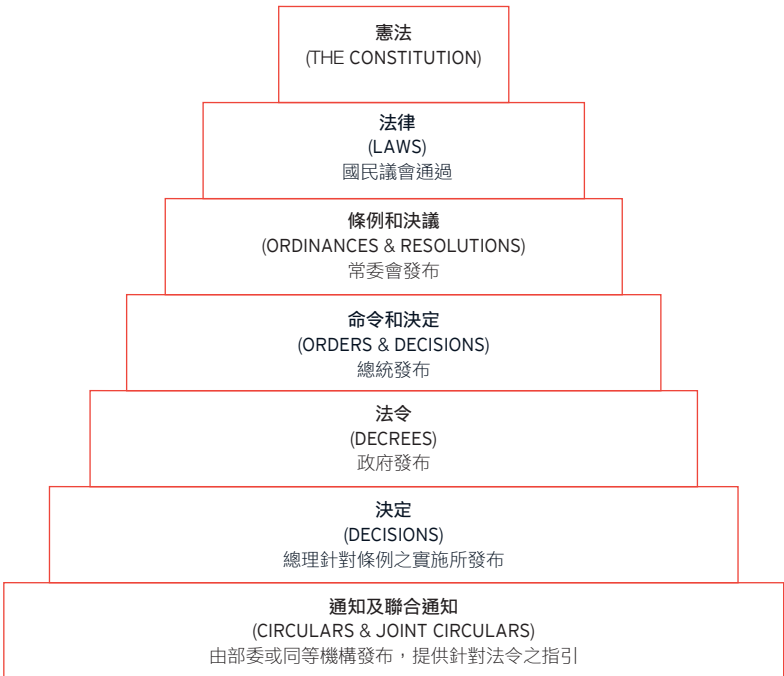 憲法
(THE CONSTITUTION)
法律
(LAWS)
國民議會通過
條例和決議
(ORDINANCES & RESOLUTIONS)
常委會發布
命令和決定
(ORDERS & DECISIONS)
總統發布
法令
(DECREES)
政府發布
決定
(DECISIONS)
總理針對條例之實施所發布
通知及聯合通知
(CIRCULARS & JOINT CIRCULARS)
由部委或同等機構發布，提供針對法令之指引